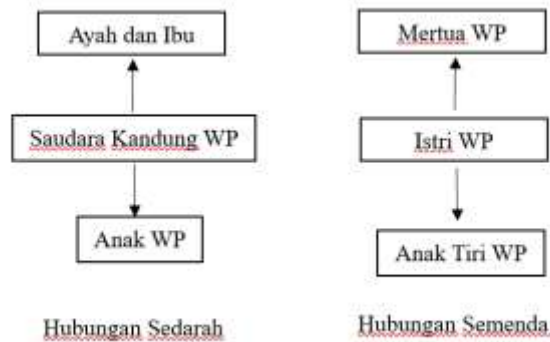 Ayah dan Ibu
Saudara Kandung WP
Anak WP
Hubungan Sedarah
Mertua WP
Istri WP
Anak Tiri WP
Hubungan Semenda